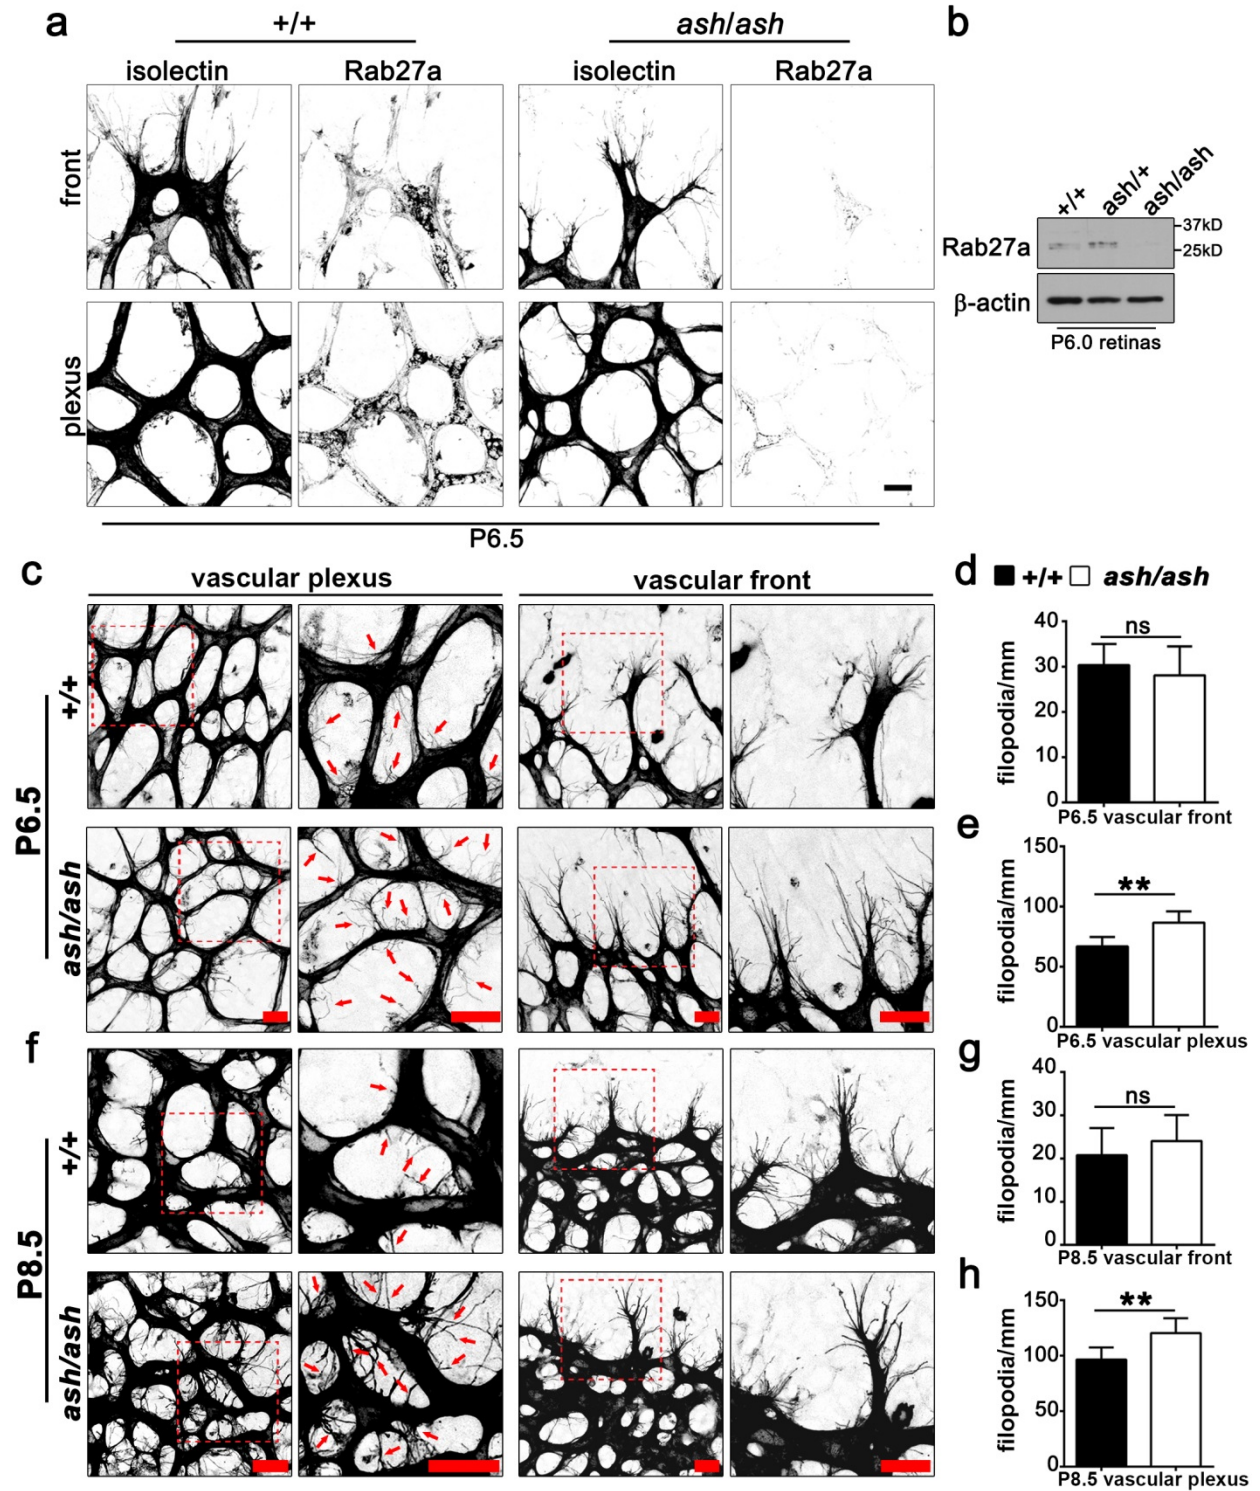 a
+/+
ash/ash
isolectin
Rab27a
isolectin
Rab27a
front
plexus
P6.5
b
+/+
ash/+
ash/ash
37kD
25kD
Rab27a
β-actin
P6.0 retinas
c
vascular plexus
vascular front
P6.5
+/+
ash/ash
d
+/+
ash/ash
filopodia/mm
40
30
20
10
0
ns
P6.5 vascular front
e
filopodia/mm
150
100
50
0
**
P6.5 vascular plexus
f
P8.5
+/+
ash/ash
g
filopodia/mm
40
30
20
10
0
ns
P8.5 vascular front
h
filopodia/mm
150
100
50
0
**
P8.5 vascular plexus